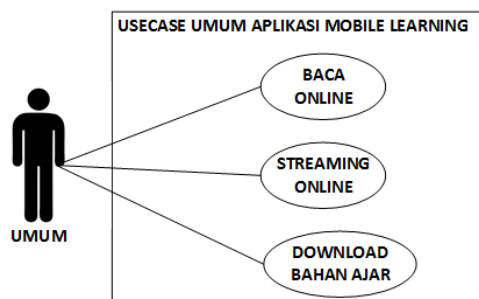 USECASE UMUM APLIKASI MOBILE LEARNING
BACA
ONLINE
STREAMING
ONLINE
UMUM
DOWNLOAD
BAHAN AJAR